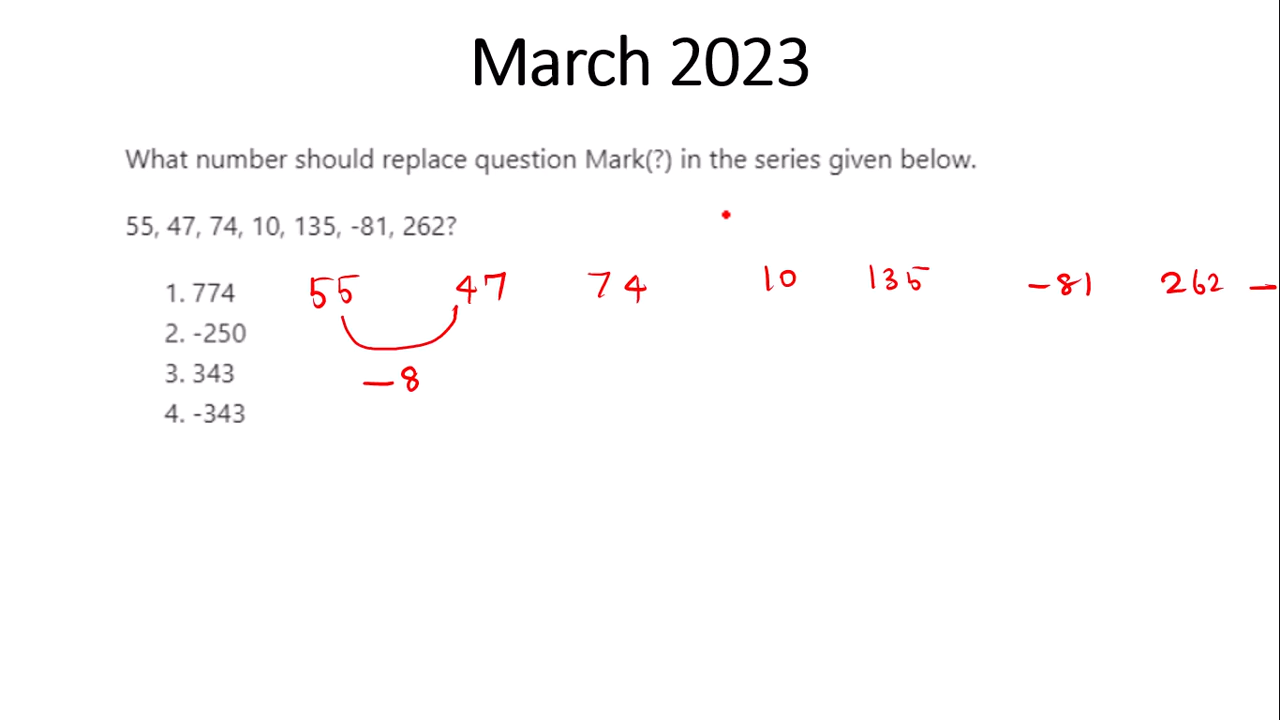 March 2023
What number should replace question Mark(?) in the series given below.
55, 47, 74, 10, 135, -81, 262?
1. 774
2. -250
3. 343
4. -343
55 47 74 10 135 -81 262 —
-8